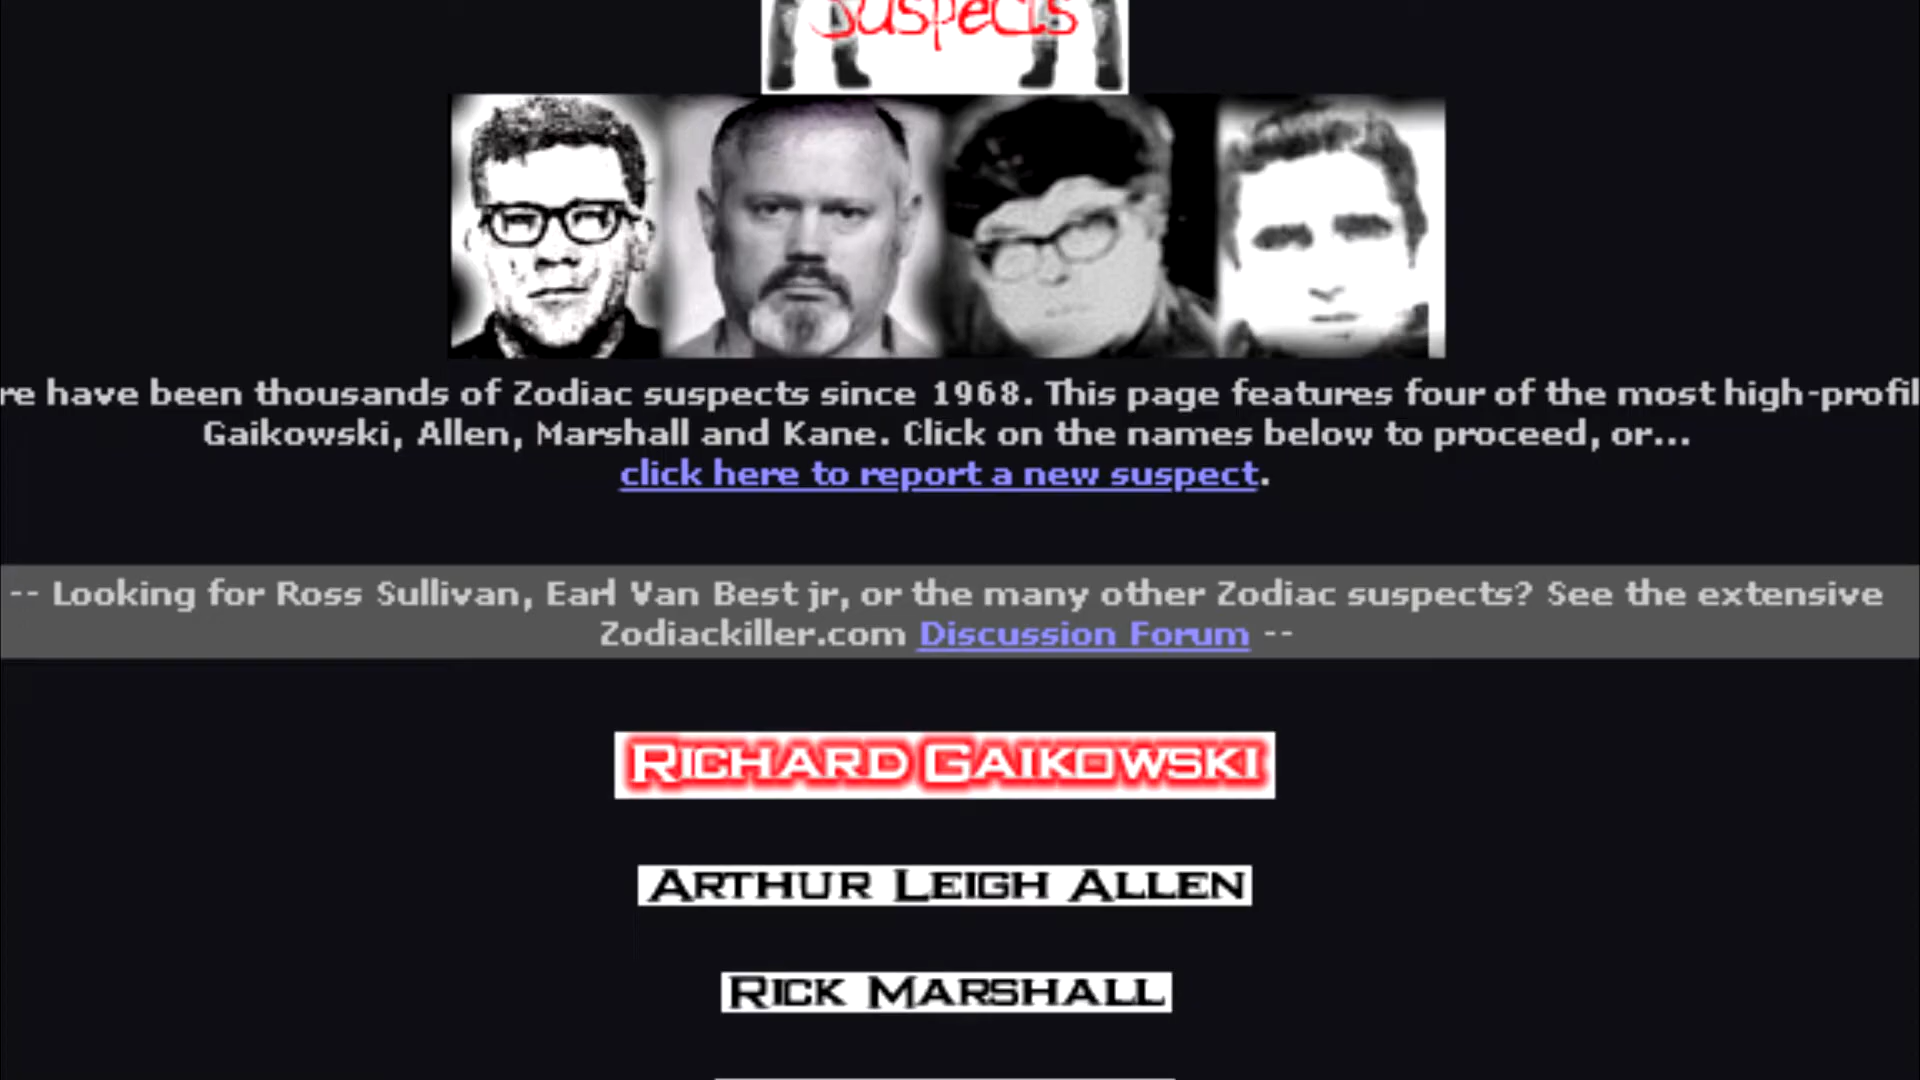 Suspects
re have been thousands of Zodiac suspects since 1968. This page features four of the most high-profil
Gaikowski, Allen, Marshall and Kane. Click on the names below to proceed, or...
click here to report a new suspect.
-- Looking for Ross Sullivan, Earl Van Best jr, or the many other Zodiac suspects? See the extensive
Zodiackiller.com Discussion Forum --
RICHARD GAIKOWSKI
ARTHUR LEIGH ALLEN
RICK MARSHALL